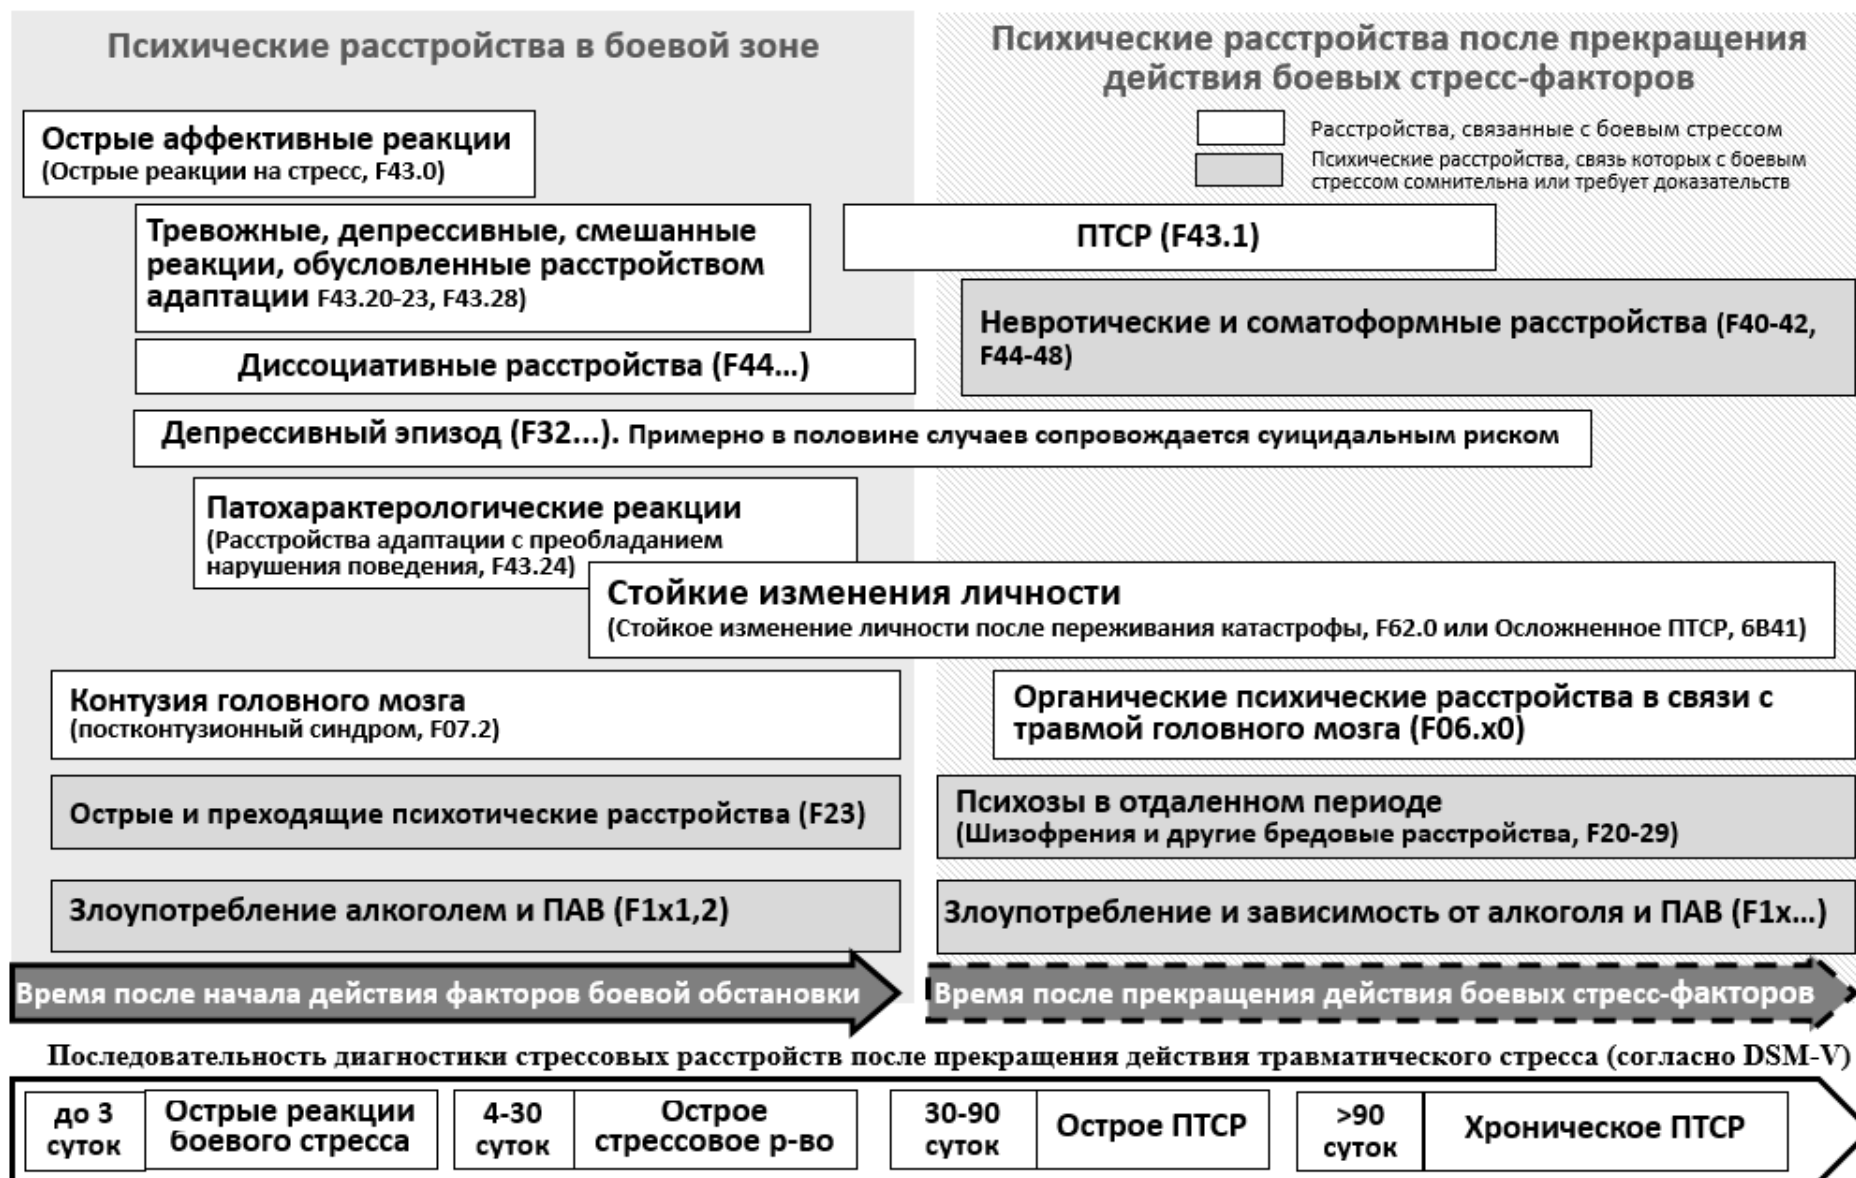 Психические расстройства в боевой зоне
Психические расстройства после прекращения
действия боевых стресс-факторов
Расстройства, связанные с боевым стрессом
Психические расстройства, связь которых с боевым
стрессом сомнительна или требует доказательств
Острые аффективные реакции
(Острые реакции на стресс, F43.0)
Тревожные, депрессивные, смешанные
реакции, обусловленные расстройством
адаптации F43.20-23, F43.28)
ПТСР (F43.1)
Невротические и соматоформные расстройства (F40-42,
F44-48)
Диссоциативные расстройства (F44...)
Депрессивный эпизод (F32...). Примерно в половине случаев сопровождается суицидальным риском
Патохарактерологические реакции
(Расстройства адаптации с преобладанием
нарушения поведения, F43.24)
Стойкие изменения личности
(Стойкое изменение личности после переживания катастрофы, F62.0 или Осложненное ПТСР, 6B41)
Контузия головного мозга
(постконтузионный синдром, F07.2)
Органические психические расстройства в связи с
травмой головного мозга (F06.x0)
Острые и преходящие психотические расстройства (F23)
Психозы в отдаленном периоде
(Шизофрения и другие бредовые расстройства, F20-29)
Злоупотребление алкоголем и ПАВ (F1x1,2)
Злоупотребление и зависимость от алкоголя и ПАВ (F1x...)
Время после начала действия факторов боевой обстановки
Время после прекращения действия боевых стресс-факторов
Последовательность диагностики стрессовых расстройств после прекращения действия травматического стресса (согласно DSM-V)
до 3
суток
Острые реакции
боевого стресса
4-30
суток
Острое
стрессовое р-во
30-90
суток
Острое ПТСР
>90
суток
Хроническое ПТСР